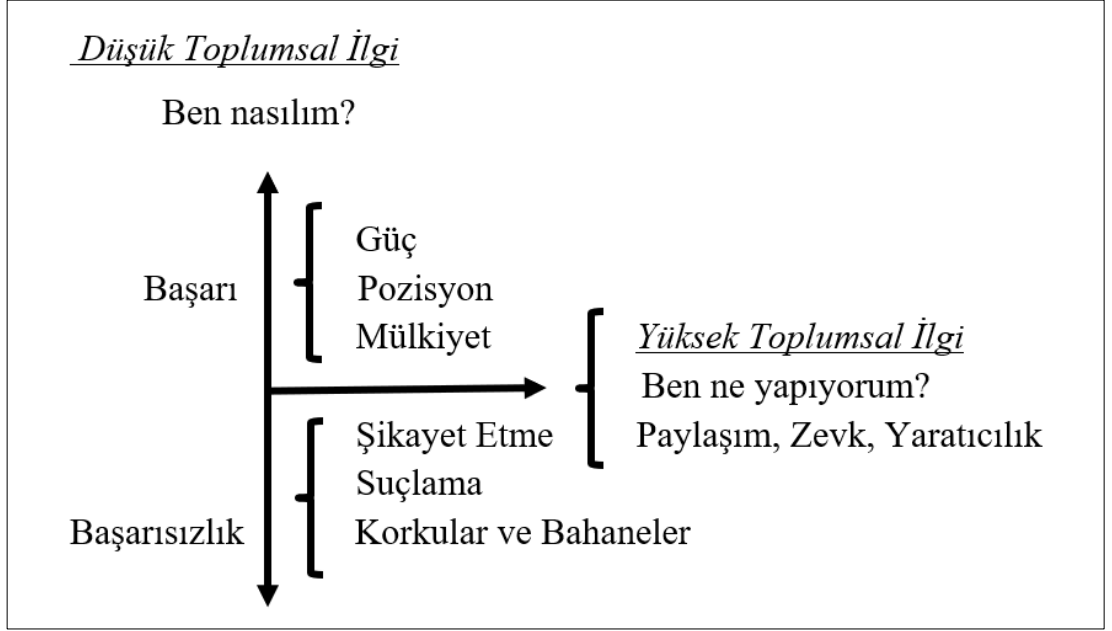 Düşük Toplumsal İlgi
Ben nasılım?
Başarı
Güç
Pozisyon
Mülkiyet
Yüksek Toplumsal İlgi
Ben ne yapıyorum?
Paylaşım, Zevk, Yaratıcılık
Başarısızlık
Şikayet Etme
Suçlama
Korkular ve Bahaneler